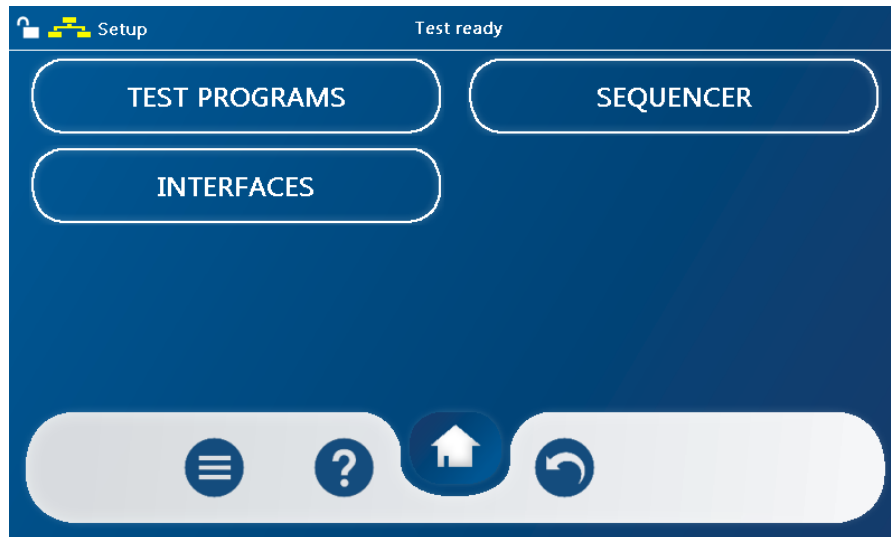 Setup
Test ready
TEST PROGRAMS
SEQUENCER
INTERFACES
?